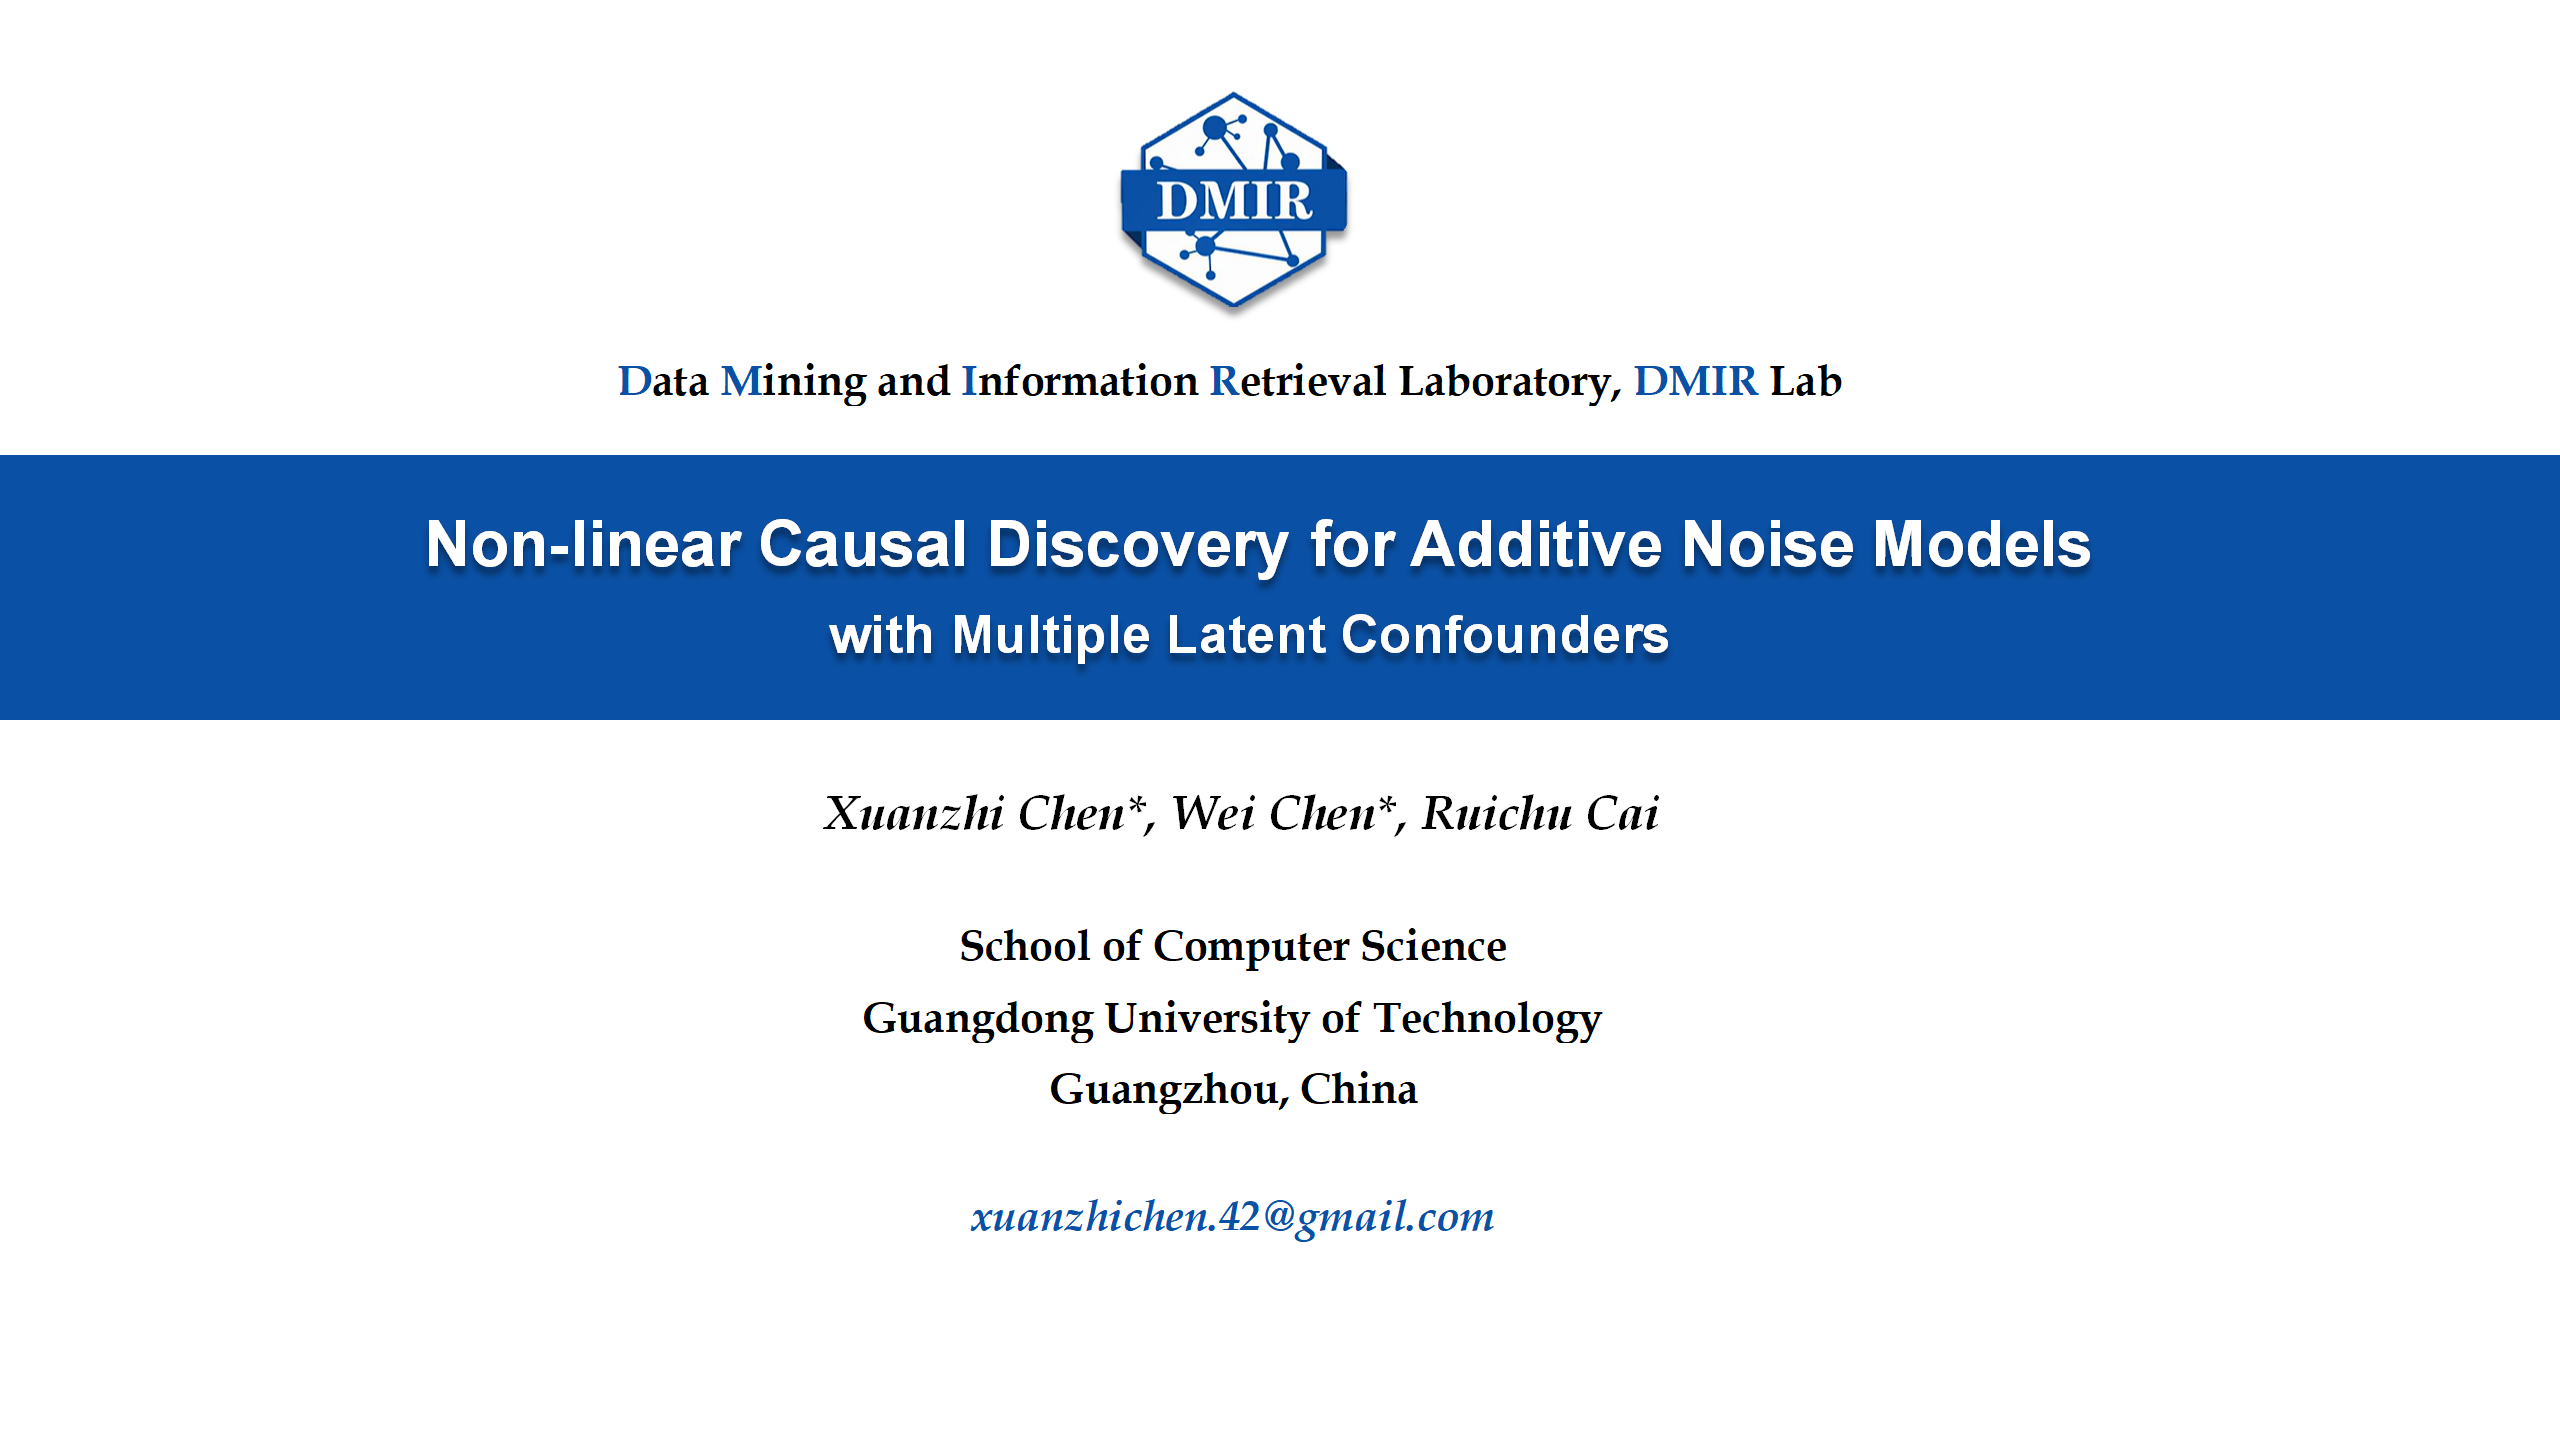 DMIR
Data Mining and Information Retrieval Laboratory, DMIR Lab
Non-linear Causal Discovery for Additive Noise Models
with Multiple Latent Confounders
Xuanzhi Chen*, Wei Chen*, Ruichu Cai
School of Computer Science
Guangdong University of Technology
Guangzhou, China
xuanzhichen.42@gmail.com